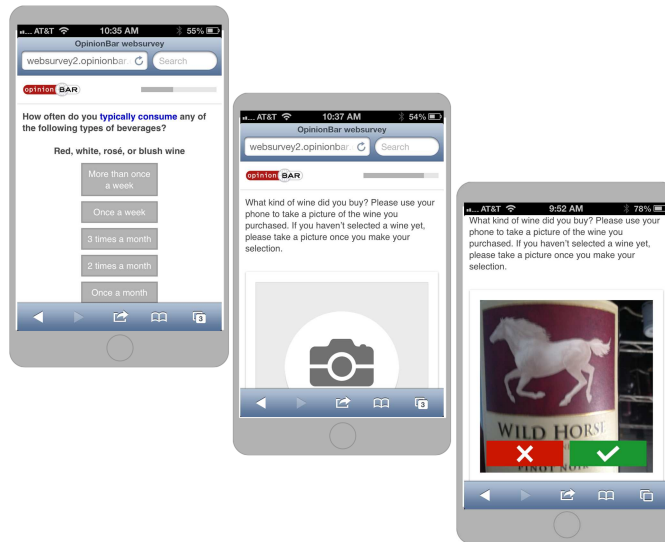 AT&T 10:35 AM 55%
OpinionBar websurvey
websurvey2.opinionbar. Search
opinion BAR
How often do you typically consume any of
the following types of beverages?
Red, white, rosé, or blush wine
More than once
a week
Once a week
3 times a month
2 times a month
Once a month
3
AT&T 10:37 AM 54%
OpinionBar websurvey
websurvey2.opinionbar. Search
opinion BAR
What kind of wine did you buy? Please use your
phone to take a picture of the wine you
purchased. If you haven't selected a wine yet,
please take a picture once you make your
selection.
3
AT&T 9:52 AM 78%
What kind of wine did you buy? Please use your
phone to take a picture of the wine you
purchased. If you haven't selected a wine yet,
please take a picture once you make your
selection.
WILD HORSE
PINOT NOIR